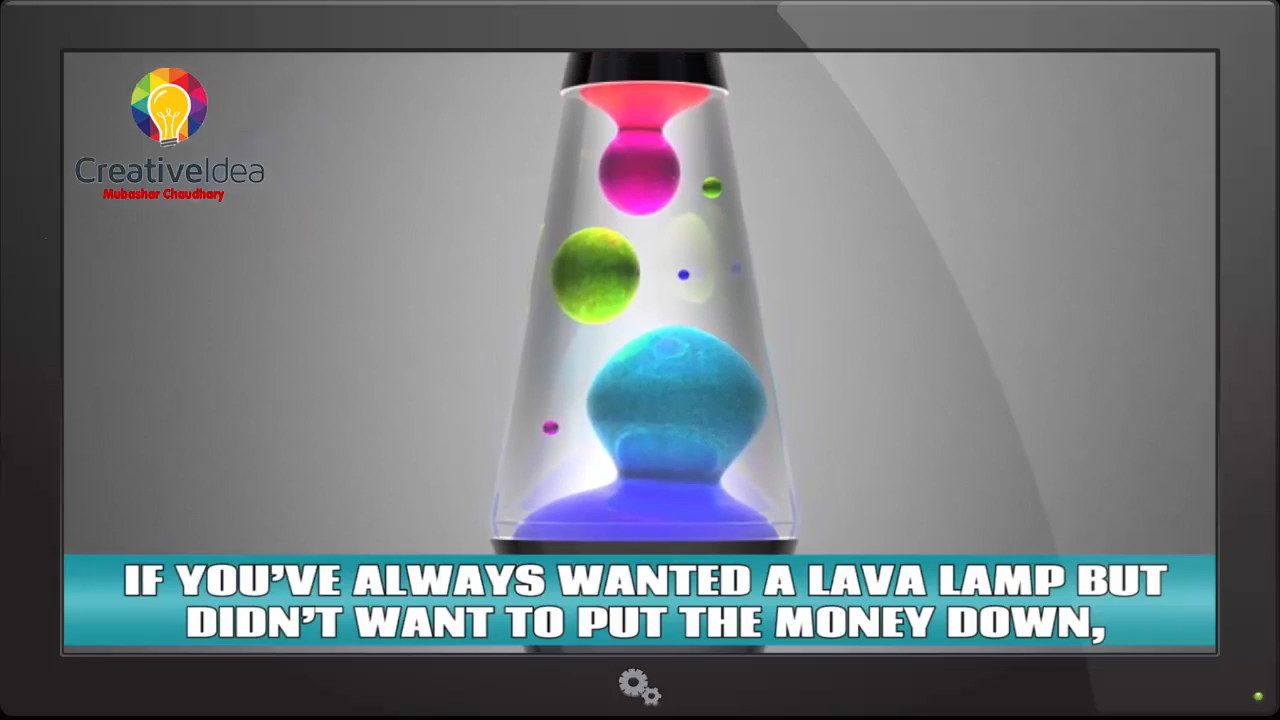 CreativeIdea
Mubashar Chaudhary
IF YOU'VE ALWAYS WANTED A LAVA LAMP BUT
DIDN'T WANT TO PUT THE MONEY DOWN,